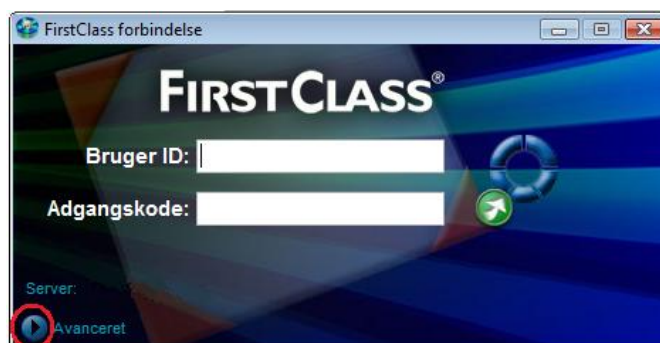 FirstClass forbindelse
FIRSTCLASS®
Bruger ID:
Adgangskode:
Server:
Avanceret